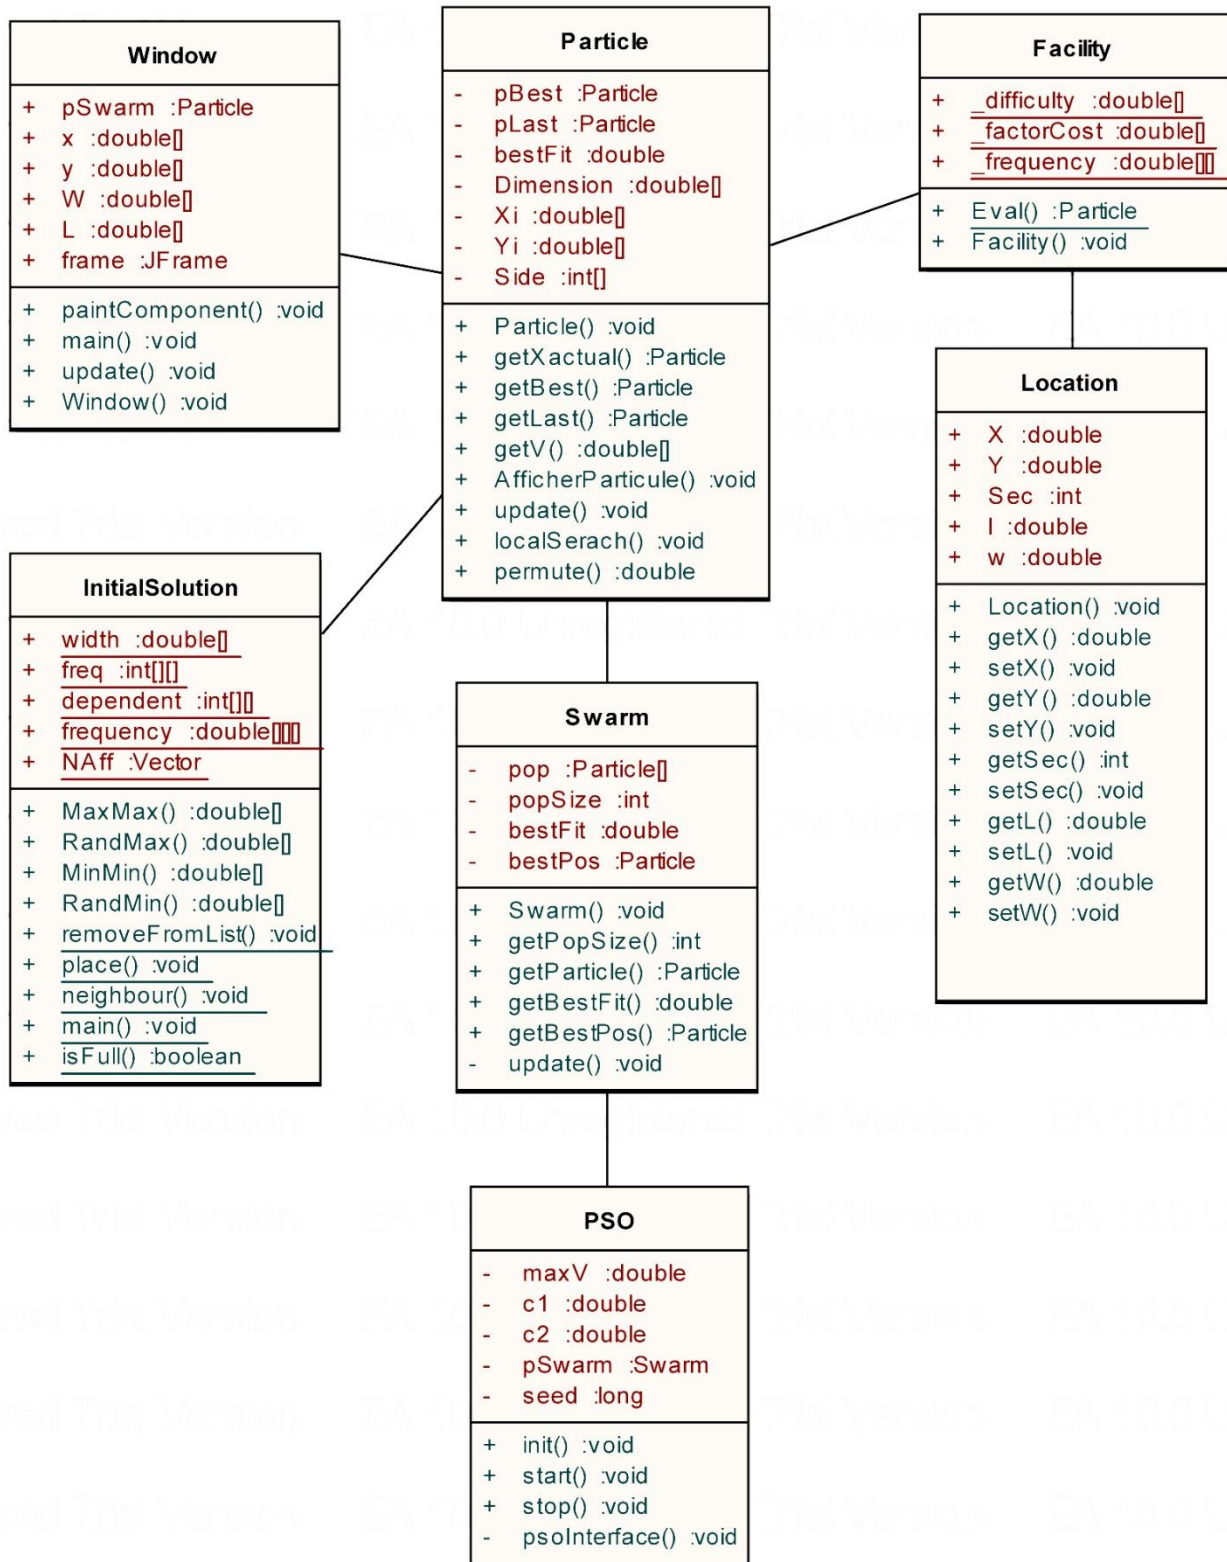 Window
+ pSwarm :Particle
+ x :double[]
+ y :double[]
+ W :double[]
+ L :double[]
+ frame :JFrame
+ paintComponent() :void
+ main() :void
+ update() :void
+ Window() :void
Particle
- pBest :Particle
- pLast :Particle
- bestFit :double
- Dimension :double[]
- Xi :double[]
- Yi :double[]
- Side :int[]
+ Particle() :void
+ getXactual() :Particle
+ getBest() :Particle
+ getLast() :Particle
+ getV() :double[]
+ AfficherParticule() :void
+ update() :void
+ localSerach() :void
+ permute() :double
Facility
+ _difficulty :double[]
+ _factorCost :double[]
+ _frequency :double[][]
+ Eval() :Particle
+ Facility() :void
Location
+ X :double
+ Y :double
+ Sec :int
+ l :double
+ w :double
+ Location() :void
+ getX() :double
+ setX() :void
+ getY() :double
+ setY() :void
+ getSec() :int
+ setSec() :void
+ getL() :double
+ setL() :void
+ getW() :double
+ setW() :void
InitialSolution
+ width :double[]
+ freq :int[][]
+ dependent :int[][]
+ frequency :double[][][]
+ NAff :Vector
+ MaxMax() :double[]
+ RandMax() :double[]
+ MinMin() :double[]
+ RandMin() :double[]
+ removeFromList() :void
+ place() :void
+ neighbour() :void
+ main() :void
+ isFull() :boolean
Swarm
- pop :Particle[]
- popSize :int
- bestFit :double
- bestPos :Particle
+ Swarm() :void
+ getPopSize() :int
+ getParticle() :Particle
+ getBestFit() :double
+ getBestPos() :Particle
- update() :void
PSO
- maxV :double
- c1 :double
- c2 :double
- pSwarm :Swarm
- seed :long
+ init() :void
+ start() :void
+ stop() :void
- psoInterface() :void